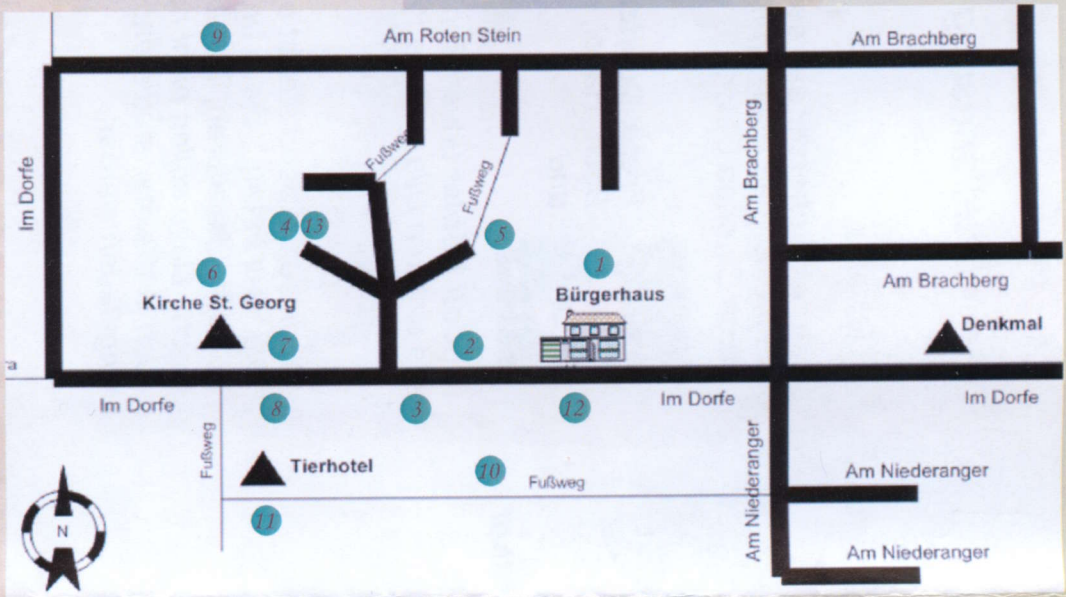 9
Am Roten Stein
Am Brachberg
Im Dorfe
Fußweg
Fußweg
Am Brachberg
4 13
5
6
1
Kirche St. Georg
Bürgerhaus
Am Brachberg
7
2
Denkmal
a
Im Dorfe
8
3
12
Im Dorfe
Im Dorfe
Fußweg
Tierhotel
10
Fußweg
Am Niederanger
Am Niederanger
11
N
Am Niederanger